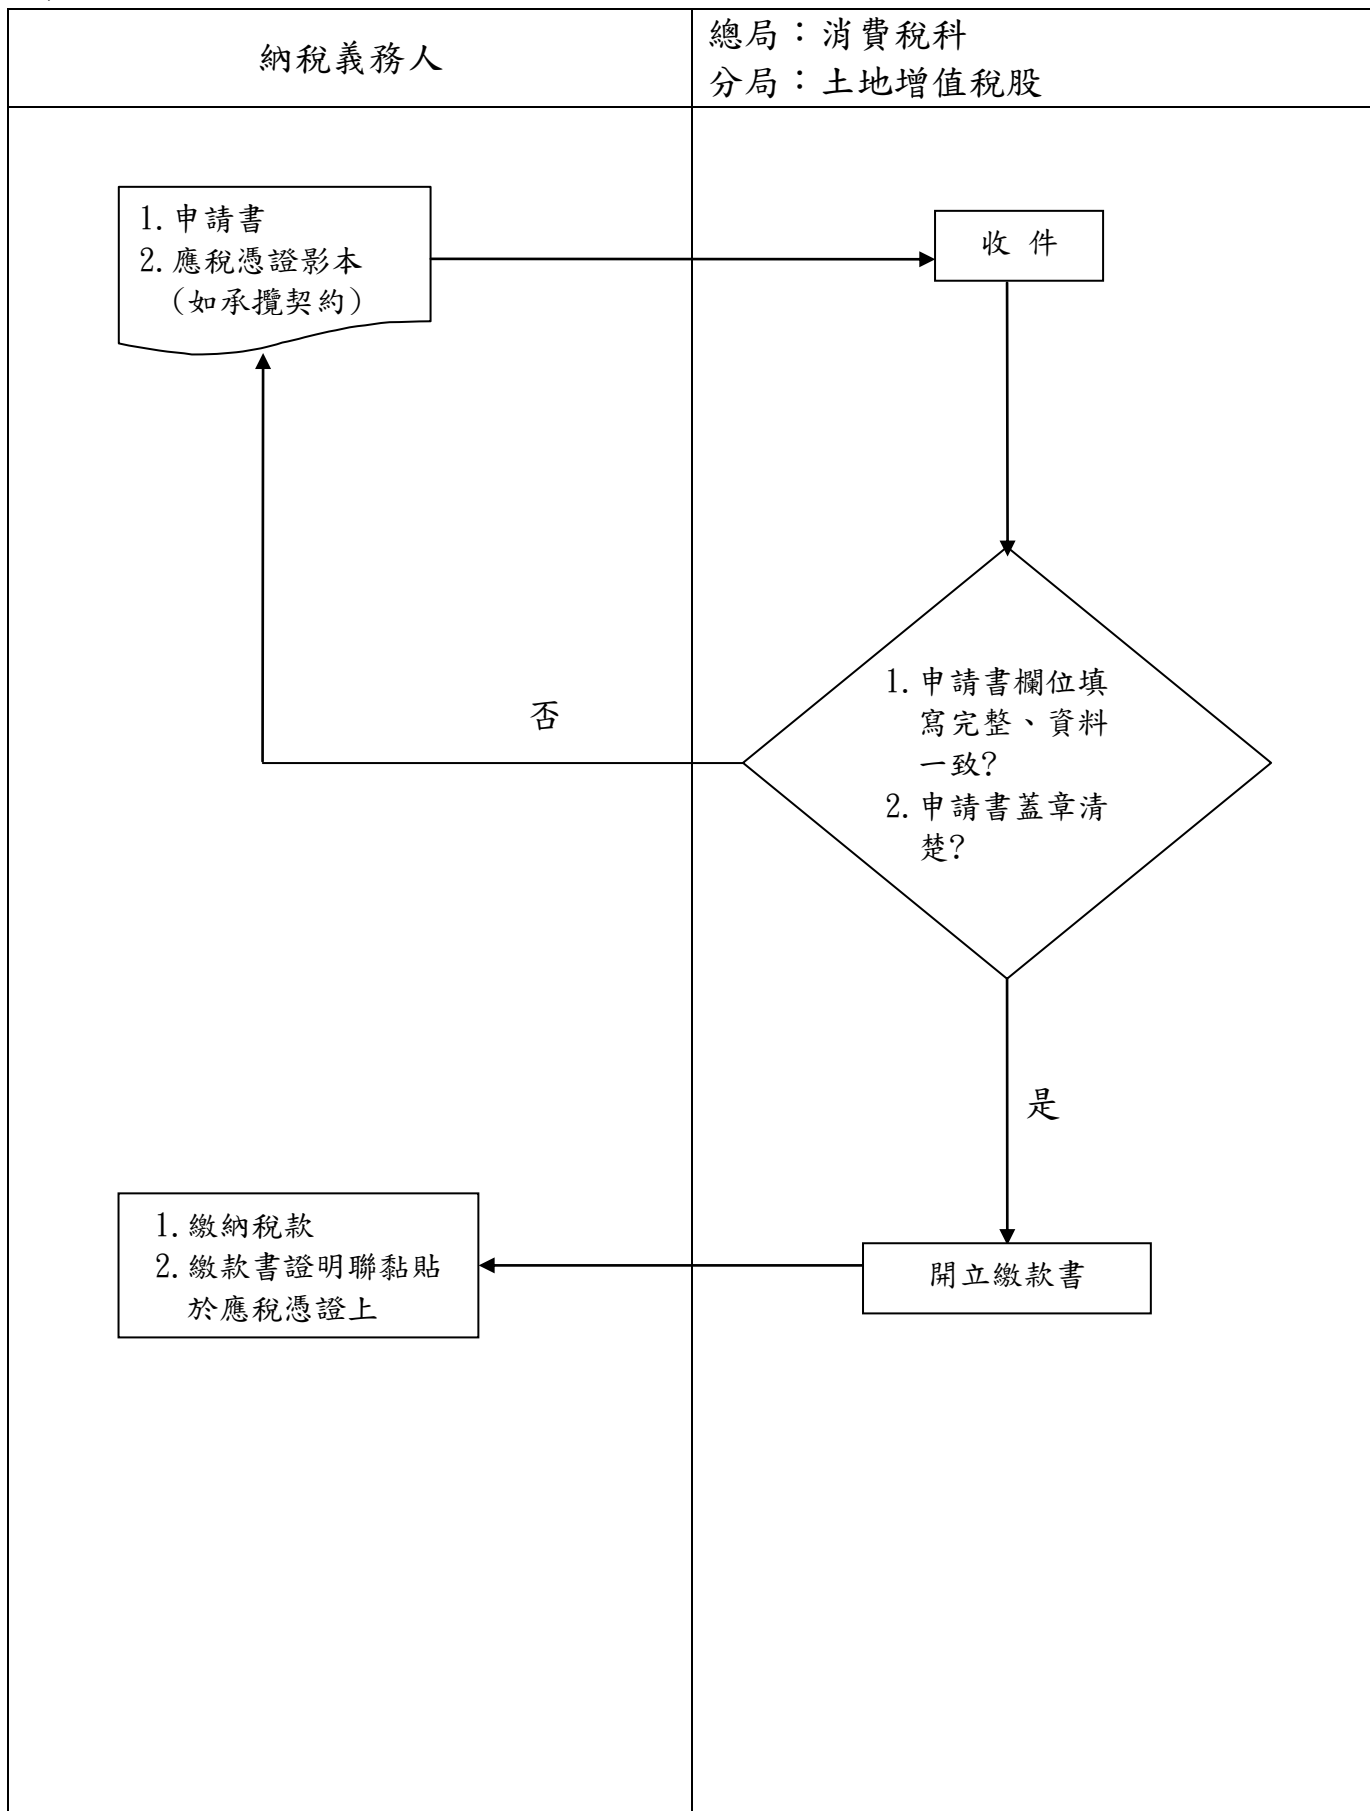 納稅義務人
總局：消費稅科
分局：土地增值稅股
1.申請書
2.應稅憑證影本
(如承攬契約)
收 件
1.申請書欄位填
寫完整、資料
一致?
2.申請書蓋章清
楚?
否
是
開立繳款書
1.繳納稅款
2.繳款書證明聯黏貼
於應稅憑證上